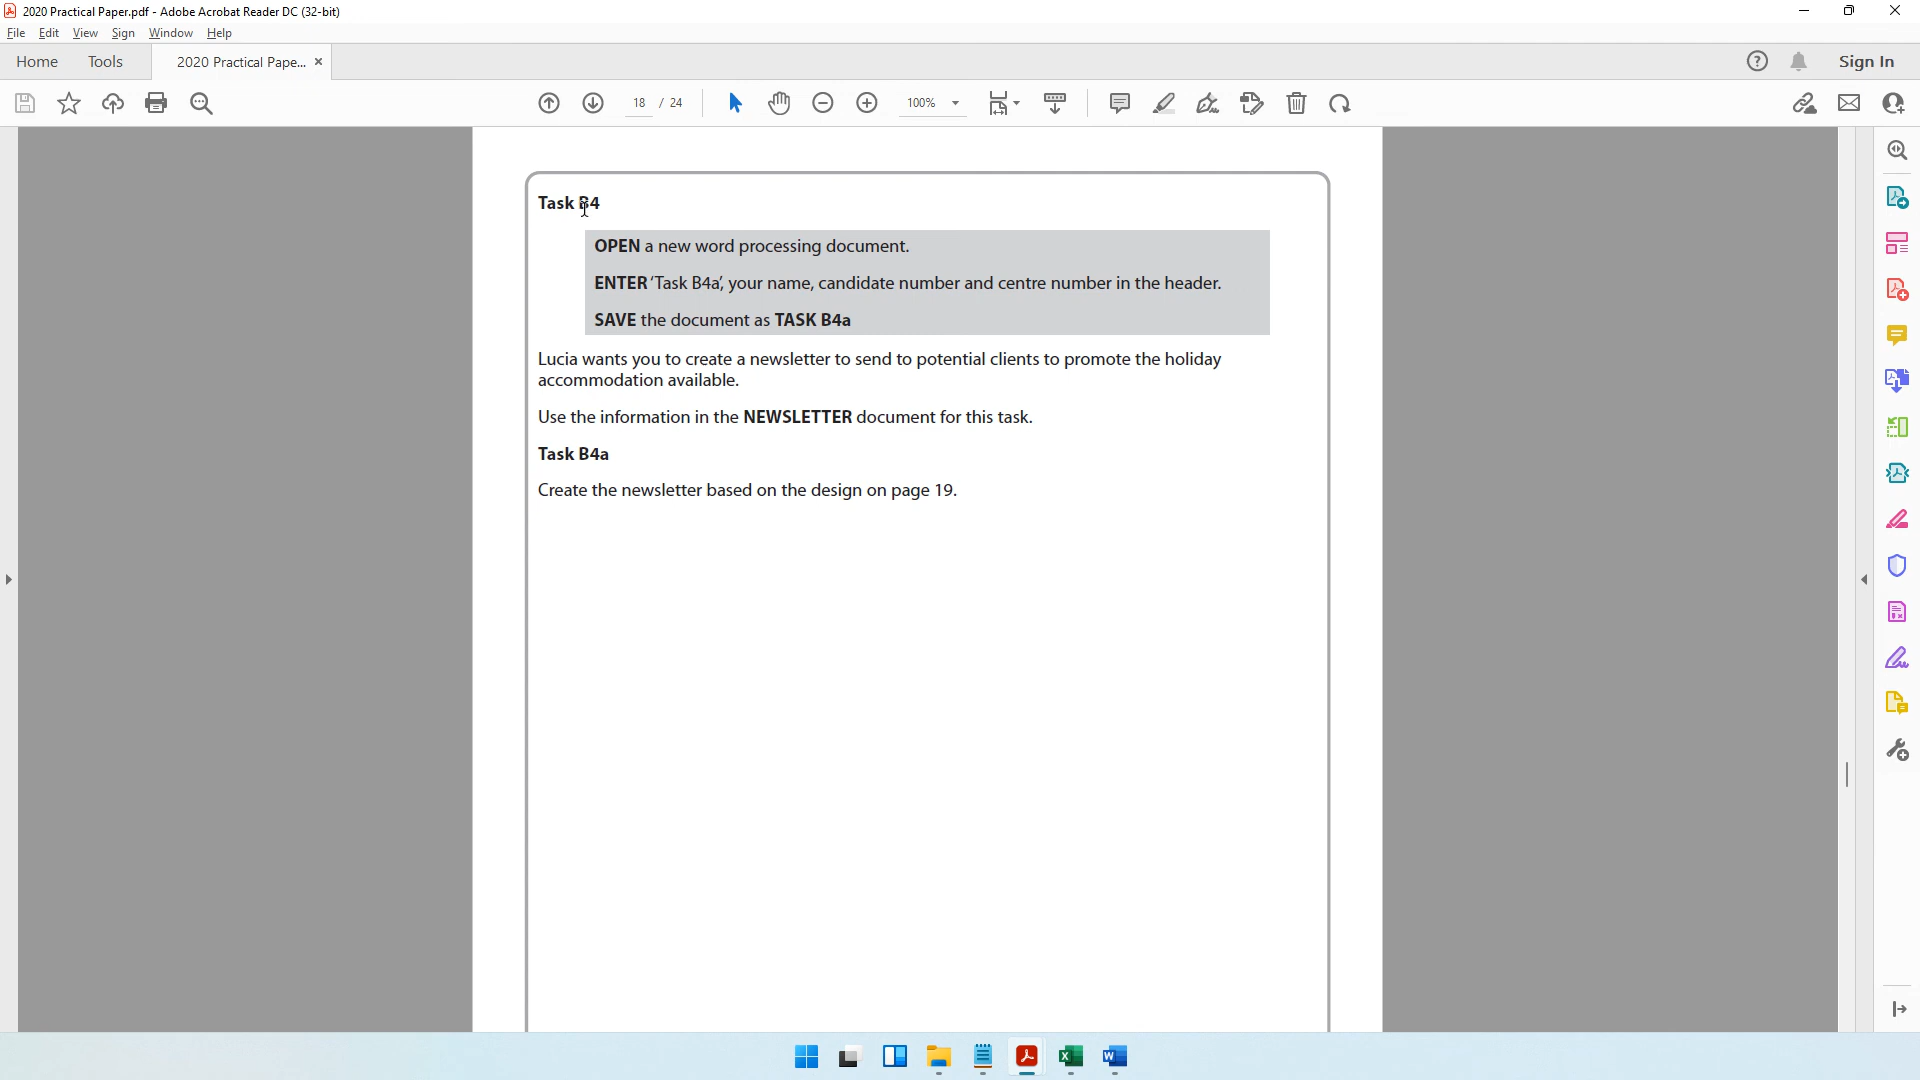 2020 Practical Paper.pdf - Adobe Acrobat Reader DC (32-bit)
File Edit View Sign Window Help
Home Tools 2020 Practical Pape... Sign In
18 / 24 100%
Task B4
OPEN a new word processing document.
ENTER ‘Task B4a’, your name, candidate number and centre number in the header.
SAVE the document as TASK B4a
Lucia wants you to create a newsletter to send to potential clients to promote the holiday
accommodation available.
Use the information in the NEWSLETTER document for this task.
Task B4a
Create the newsletter based on the design on page 19.